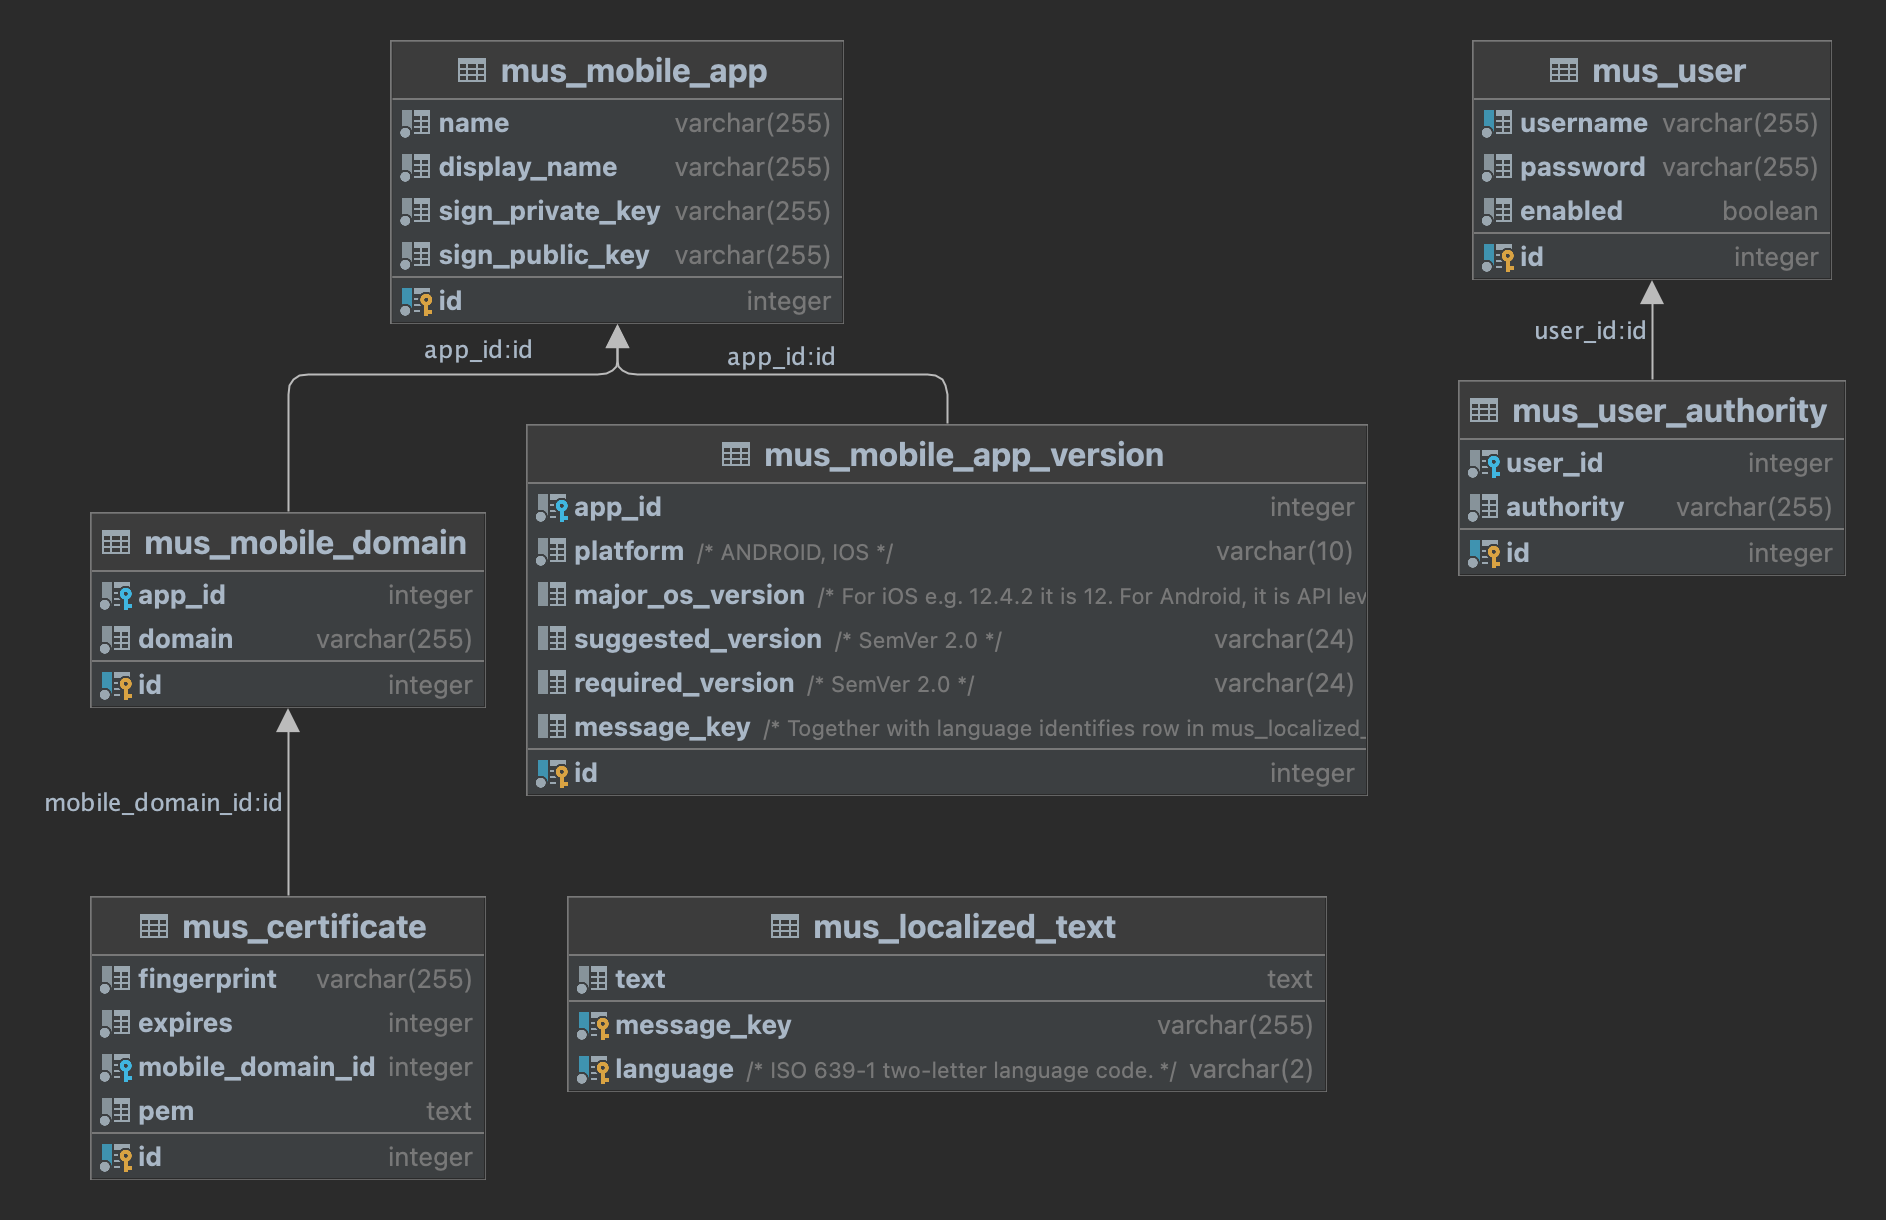 mus_mobile_app
name varchar(255)
display_name varchar(255)
sign_private_key varchar(255)
sign_public_key varchar(255)
id integer
mus_user
username varchar(255)
password varchar(255)
enabled boolean
id integer
app_id:id
app_id:id
user_id:id
mus_user_authority
user_id integer
authority varchar(255)
id integer
mus_mobile_app_version
app_id integer
platform /* ANDROID, IOS */ varchar(10)
major_os_version /* For iOS e.g. 12.4.2 it is 12. For Android, it is API lev
suggested_version /* SemVer 2.0 */ varchar(24)
required_version /* SemVer 2.0 */ varchar(24)
message_key /* Together with language identifies row in mus_localized_
id integer
mus_mobile_domain
app_id integer
domain varchar(255)
id integer
mobile_domain_id:id
mus_certificate
fingerprint varchar(255)
expires integer
mobile_domain_id integer
pem text
id integer
mus_localized_text
text text
message_key varchar(255)
language /* ISO 639-1 two-letter language code. */ varchar(2)